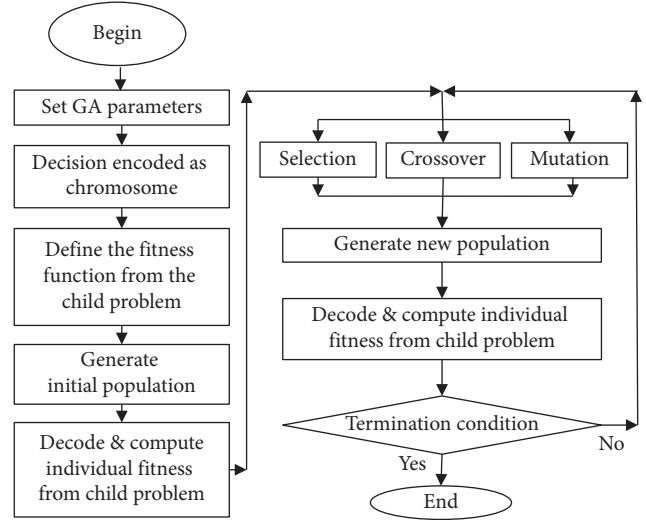 Begin
Set GA parameters
Decision encoded as
chromosome
Define the fitness
function from the
child problem
Generate
initial population
Decode & compute
individual fitness
from child problem
Selection
Crossover
Mutation
Generate new population
Decode & compute individual
fitness from child problem
Termination condition
No
Yes
End